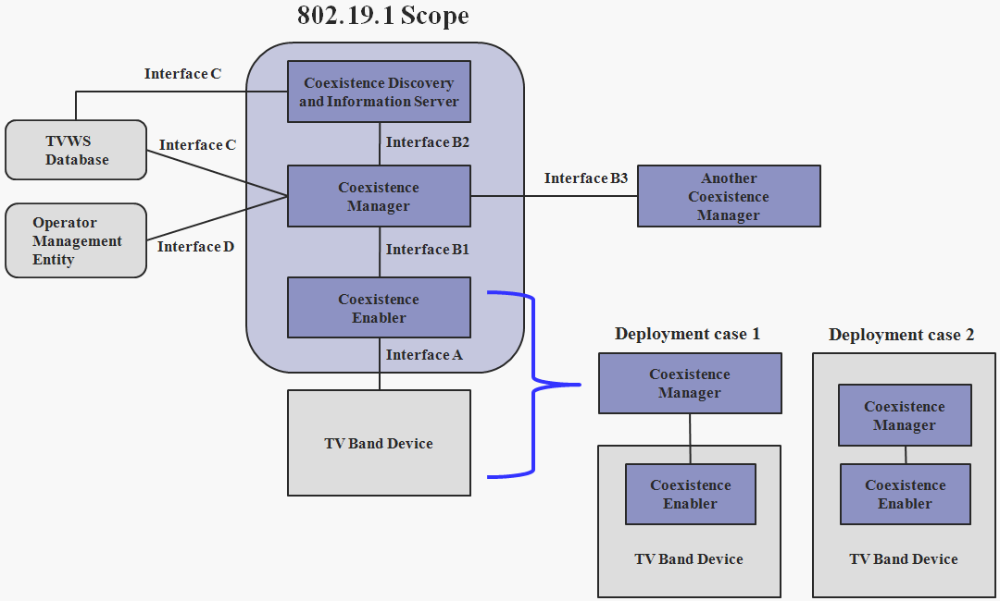 802.19.1 Scope
Interface C
Coexistence Discovery
and Information Server
TVWS
Database
Interface C
Interface B2
Coexistence
Manager
Interface B3
Another
Coexistence
Manager
Operator
Management
Entity
Interface D
Interface B1
Coexistence
Enabler
Interface A
TV Band Device
Deployment case 1
Coexistence
Manager
Coexistence
Enabler
TV Band Device
Deployment case 2
Coexistence
Manager
Coexistence
Enabler
TV Band Device